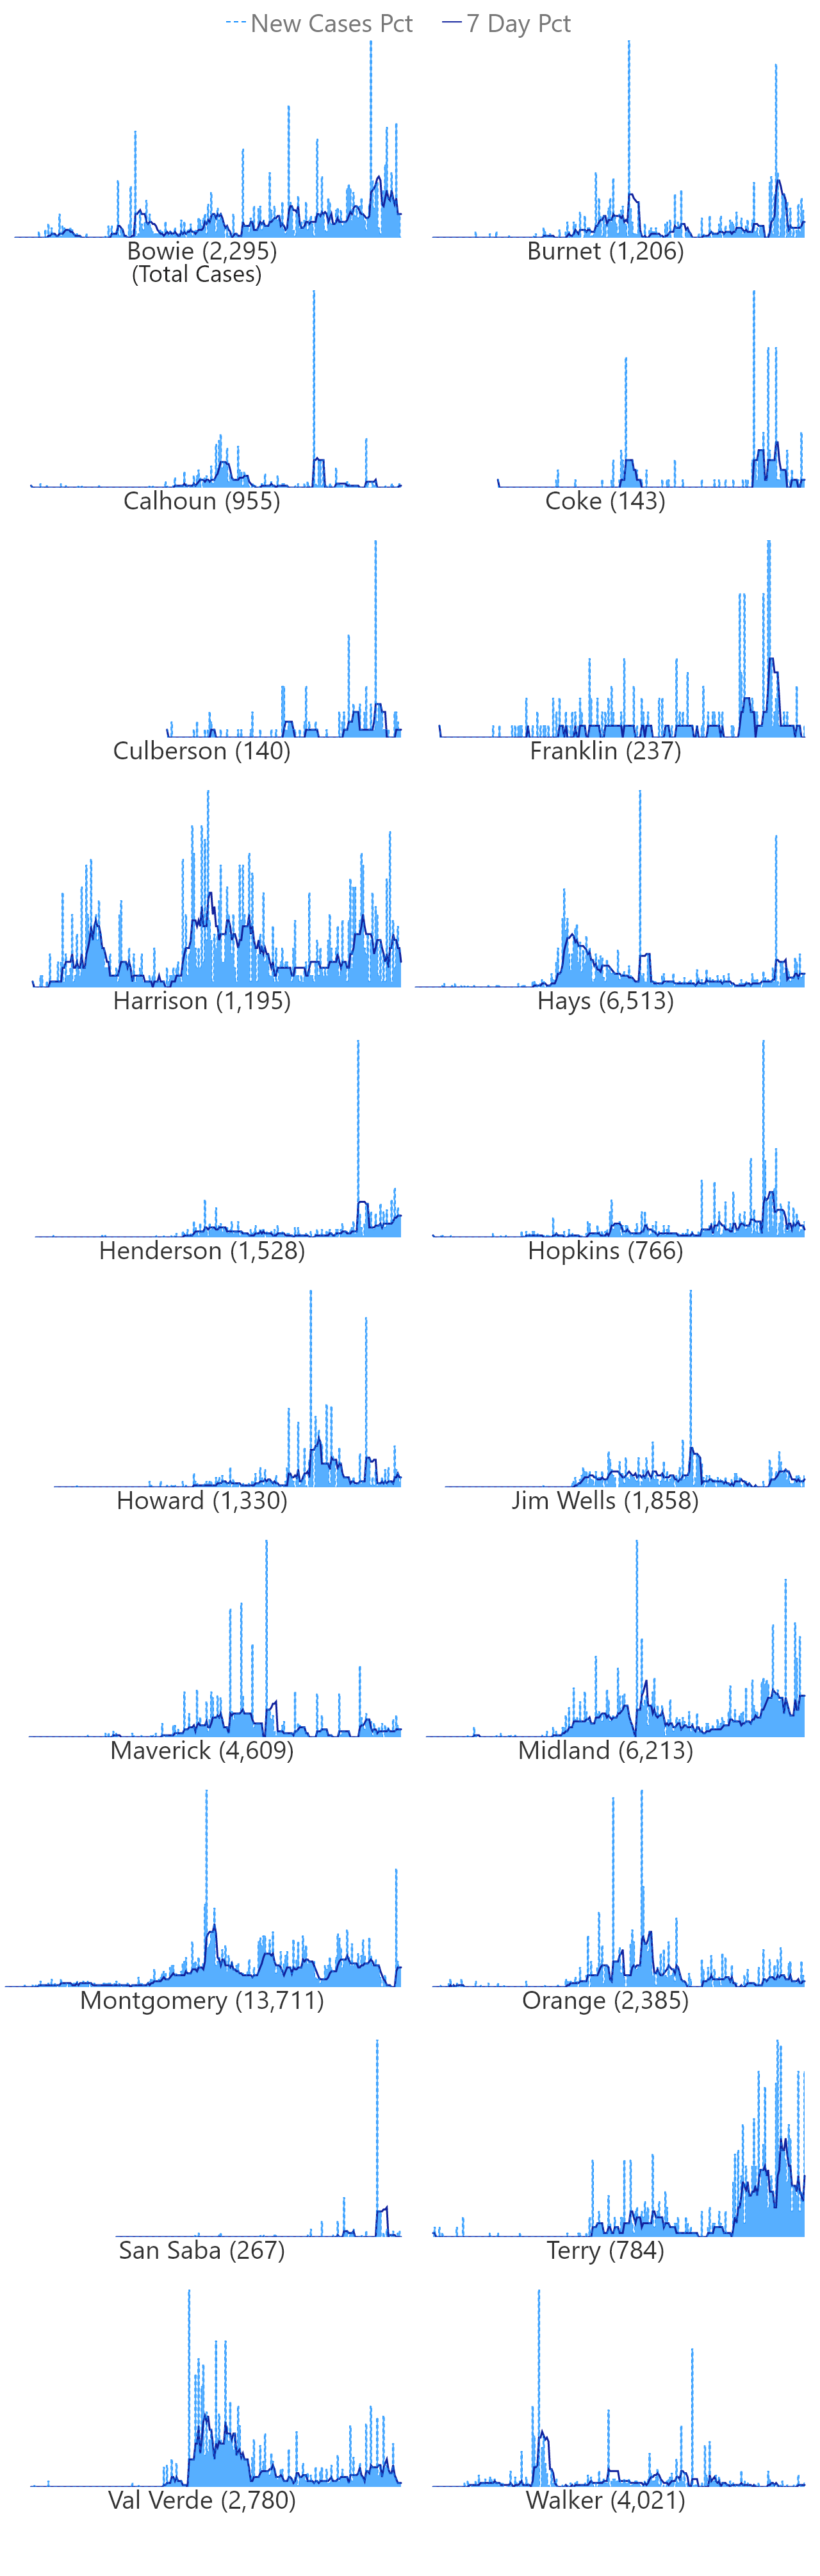 New Cases Pct 7 Day Pct
Bowie (2,295) Burnet (1,206)
(Total Cases)
Calhoun (955) Coke (143)
Culberson (140) Franklin (237)
Harrison (1,195) Hays (6,513)
Henderson (1,528) Hopkins (766)
Howard (1,330) Jim Wells (1,858)
Maverick (4,609) Midland (6,213)
Montgomery (13,711) Orange (2,385)
San Saba (267) Terry (784)
Val Verde (2,780) Walker (4,021)